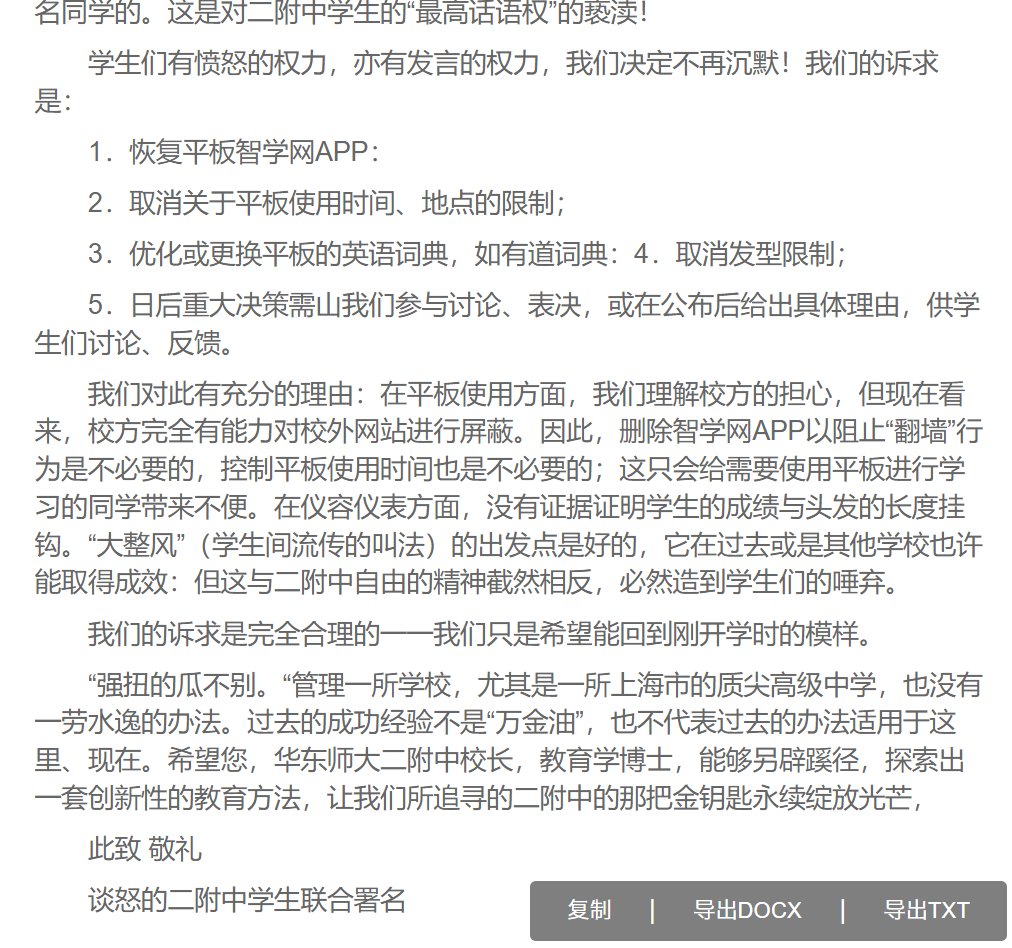 名同学的。这是对二附中学生的“最高话语权”的亵渎！
学生们有愤怒的权力，亦有发言的权力，我们决定不再沉默！我们的诉求
是：
1．恢复平板智学网APP：
2．取消关于平板使用时间、地点的限制；
3．优化或更换平板的英语词典，如有道词典：4．取消发型限制；
5．日后重大决策需山我们参与讨论、表决，或在公布后给出具体理由，供学
生们讨论、反馈。
我们对此有充分的理由：在平板使用方面，我们理解校方的担心，但现在看
来，校方完全有能力对校外网站进行屏蔽。因此，删除智学网APP以阻止“翻墙”行
为是不必要的，控制平板使用时间也是不必要的；这只会给需要使用平板进行学
习的同学带来不便。在仪容仪表方面，没有证据证明学生的成绩与头发的长度挂
钩。“大整风”（学生间流传的叫法）的出发点是好的，它在过去或是其他学校也许
能取得成效：但这与二附中自由的精神截然相反，必然造到学生们的唾弃。
我们的诉求是完全合理的一一我们只是希望能回到刚开学时的模样。
“强扭的瓜不别。“管理一所学校，尤其是一所上海市的质尖高级中学，也没有
一劳水逸的办法。过去的成功经验不是“万金油”，也不代表过去的办法适用于这
里、现在。希望您，华东师大二附中校长，教育学博士，能够另辟蹊径，探索出
一套创新性的教育方法，让我们所追寻的二附中的那把金钥匙永续绽放光芒，
此致 敬礼
谈怒的二附中学生联合署名
复制 | 导出DOCX | 导出TXT